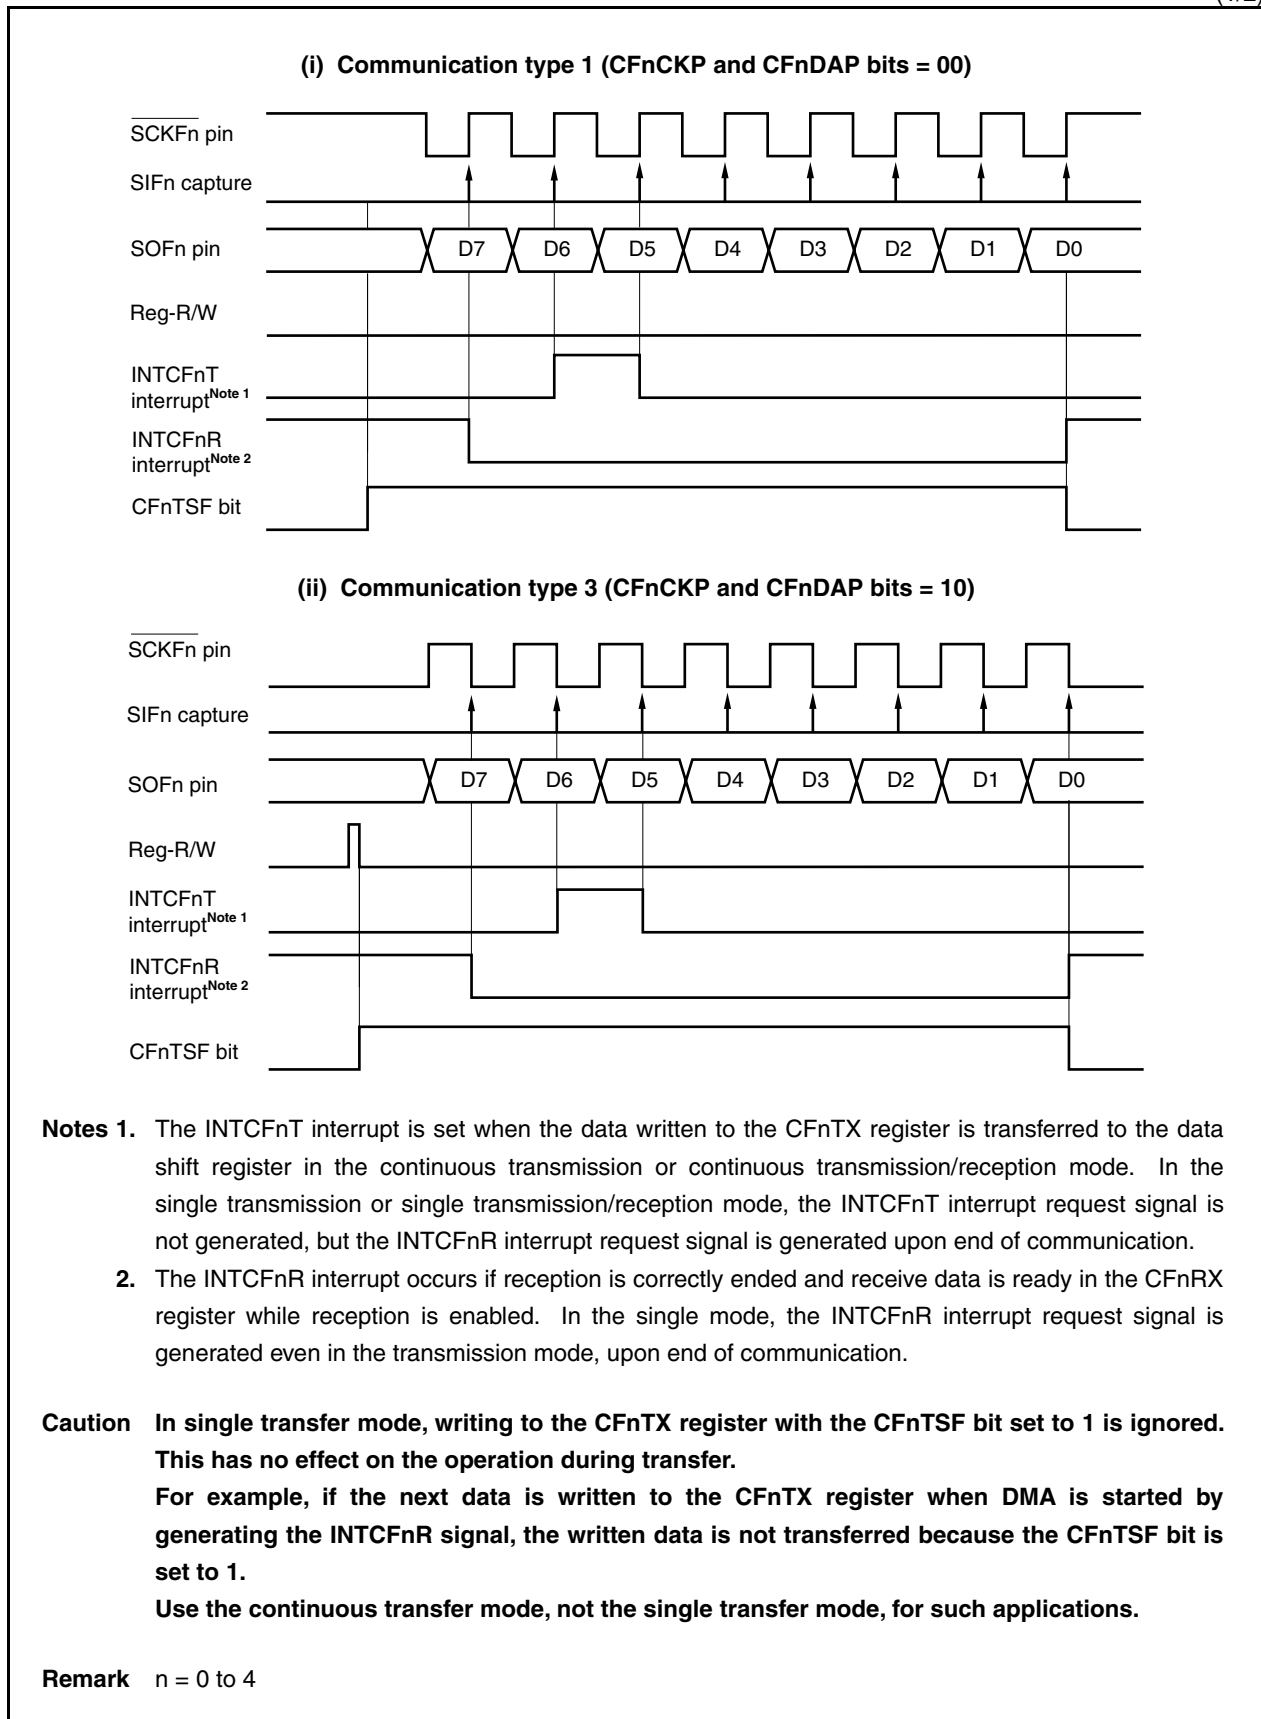 (i) Communication type 1 (CFnCKP and CFnDAP bits = 00)
SCKFn pin
SIFn capture
SOFn pin D7 D6 D5 D4 D3 D2 D1 D0
Reg-R/W
INTCFnT
interrupt Note 1
INTCFnR
interrupt Note 2
CFnTSF bit
(ii) Communication type 3 (CFnCKP and CFnDAP bits = 10)
SCKFn pin
SIFn capture
SOFn pin D7 D6 D5 D4 D3 D2 D1 D0
Reg-R/W
INTCFnT
interrupt Note 1
INTCFnR
interrupt Note 2
CFnTSF bit
Notes 1. The INTCFnT interrupt is set when the data written to the CFnTX register is transferred to the data
shift register in the continuous transmission or continuous transmission/reception mode. In the
single transmission or single transmission/reception mode, the INTCFnT interrupt request signal is
not generated, but the INTCFnR interrupt request signal is generated upon end of communication.
2. The INTCFnR interrupt occurs if reception is correctly ended and receive data is ready in the CFnRX
register while reception is enabled. In the single mode, the INTCFnR interrupt request signal is
generated even in the transmission mode, upon end of communication.
Caution In single transfer mode, writing to the CFnTX register with the CFnTSF bit set to 1 is ignored.
This has no effect on the operation during transfer.
For example, if the next data is written to the CFnTX register when DMA is started by
generating the INTCFnR signal, the written data is not transferred because the CFnTSF bit is
set to 1.
Use the continuous transfer mode, not the single transfer mode, for such applications.
Remark n = 0 to 4